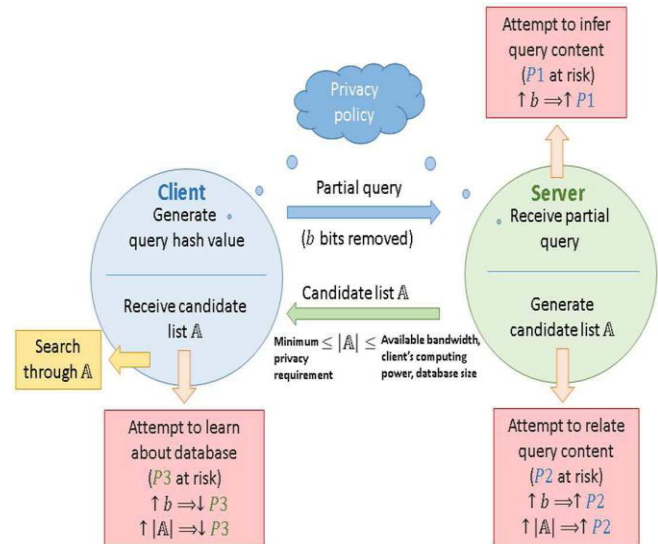 Attempt to infer
query content
(P1 at risk)
↑ b ⟹↑ P1
Privacy
policy
Client
Generate
query hash value
Partial query
(b bits removed)
Server
Receive partial
query
Receive candidate
list 𝔸
Candidate list 𝔸
Minimum
privacy
requirement
≤ |𝔸| ≤
Available bandwidth,
client's computing
power, database size
Generate
candidate list 𝔸
Search
through 𝔸
Attempt to learn
about database
(P3 at risk)
↑ b ⟹↓ P3
↑ |𝔸| ⟹↓ P3
Attempt to relate
query content
(P2 at risk)
↑ b ⟹↑ P2
↑ |𝔸| ⟹↑ P2